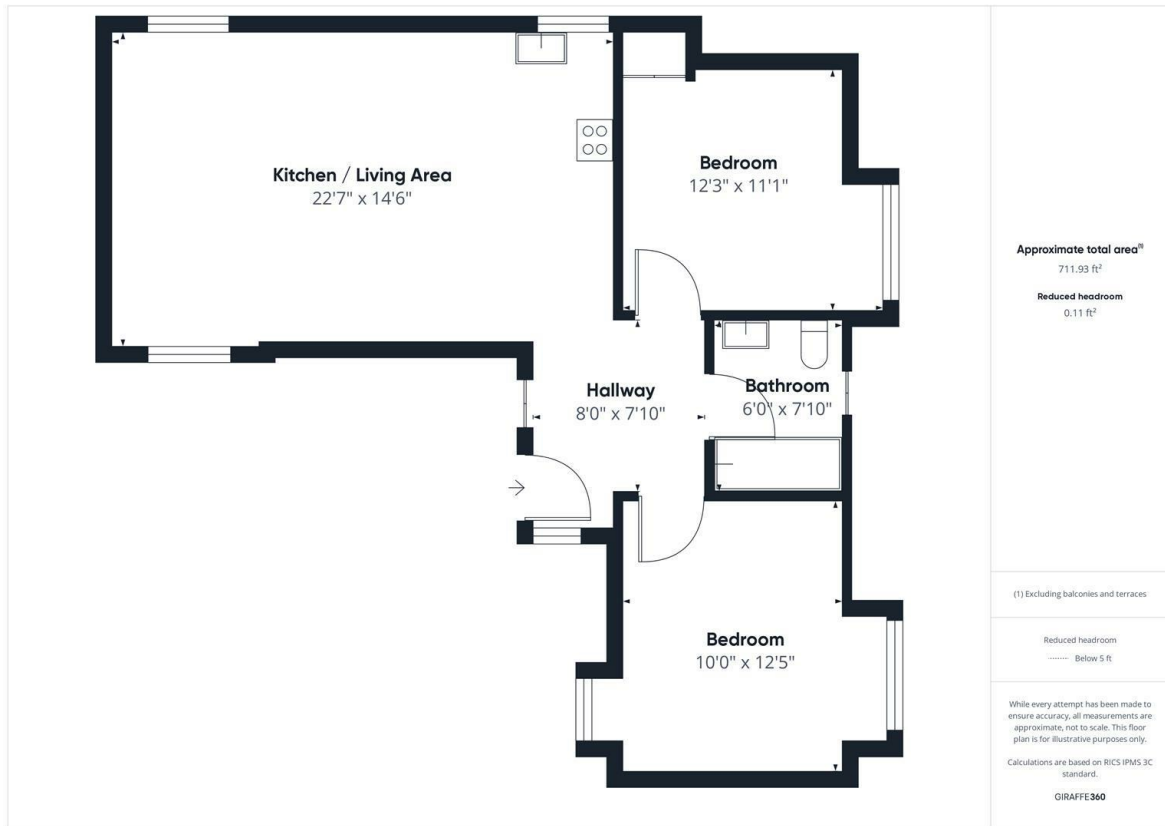 Kitchen / Living Area
22'7" x 14'6"
Bedroom
12'3" x 11'1"
Hallway
8'0" x 7'10"
Bathroom
6'0" x 7'10"
Bedroom
10'0" x 12'5"
Approximate total area(1)
711.93 ft²
Reduced headroom
0.11 ft²
(1) Excluding balconies and terraces
Reduced headroom
Below 5 ft
While every attempt has been made to
ensure accuracy, all measurements are
approximate, not to scale. This floor
plan is for illustrative purposes only.
Calculations are based on RICS IPMS 3C
standard.
GIRAFFE360